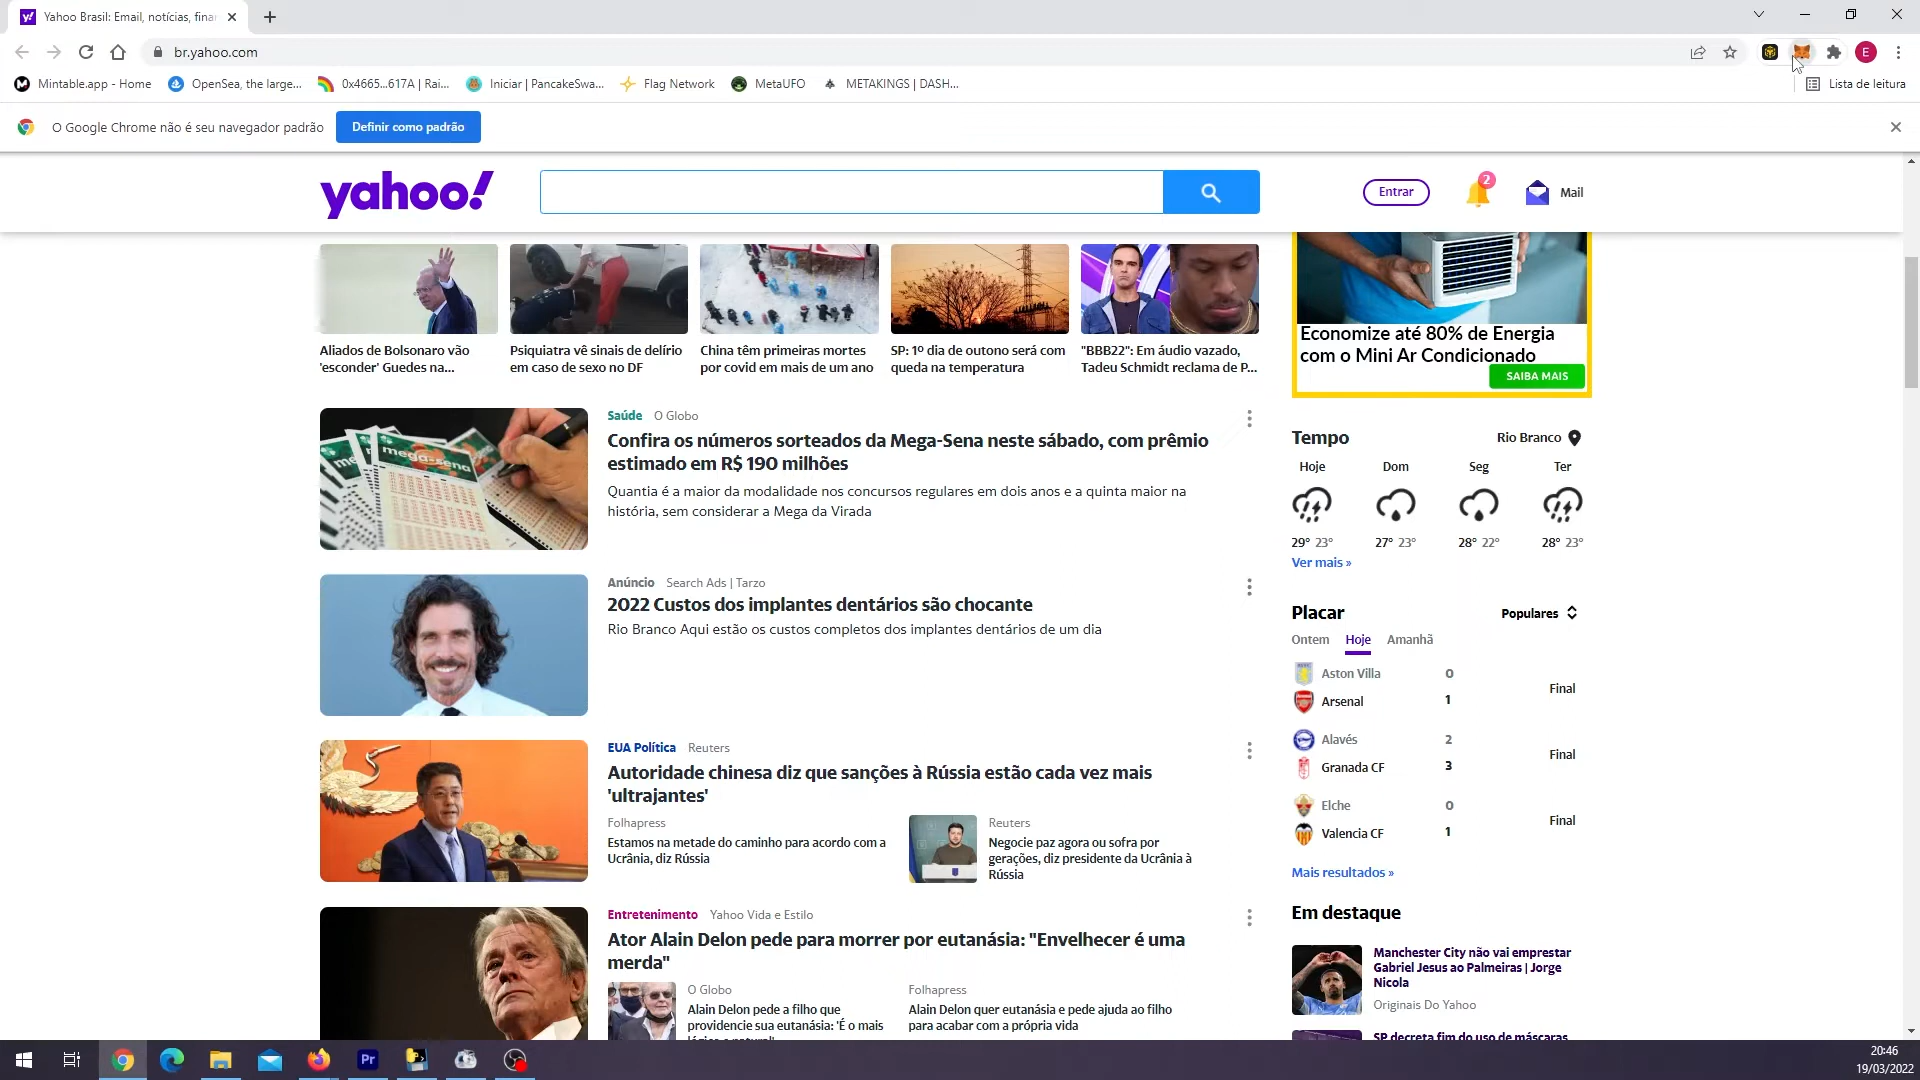 Yahoo Brasil: Email, notícias, finan
br.yahoo.com
E
Mintable.app - Home
OpenSea, the large...
0x4665...617A | Rai...
Iniciar | PancakeSwa...
Flag Network
MetaUFO
METAKINGS | DASH...
Lista de leitura
O Google Chrome não é seu navegador padrão
Definir como padrão
yahoo!
Entrar
2
Mail
Aliados de Bolsonaro vão
'esconder' Guedes na...
Psiquiatra vê sinais de delírio
em caso de sexo no DF
China têm primeiras mortes
por covid em mais de um ano
SP: 1º dia de outono será com
queda na temperatura
"BBB22": Em áudio vazado,
Tadeu Schmidt reclama de P...
Economize até 80% de Energia
com o Mini Ar Condicionado
SAIBA MAIS
mega-sena
Saúde O Globo
Confira os números sorteados da Mega-Sena neste sábado, com prêmio
estimado em R$ 190 milhões
Quantia é a maior da modalidade nos concursos regulares em dois anos e a quinta maior na
história, sem considerar a Mega da Virada
Anúncio Search Ads | Tarzo
2022 Custos dos implantes dentários são chocante
Rio Branco Aqui estão os custos completos dos implantes dentários de um dia
EUA Política Reuters
Autoridade chinesa diz que sanções à Rússia estão cada vez mais
'ultrajantes'
Folhapress
Estamos na metade do caminho para acordo com a
Ucrânia, diz Rússia
Reuters
Negocie paz agora ou sofra por
gerações, diz presidente da Ucrânia à
Rússia
Entretenimento Yahoo Vida e Estilo
Ator Alain Delon pede para morrer por eutanásia: "Envelhecer é uma
merda"
O Globo
Alain Delon pede a filho que
providencie sua eutanásia: 'É o mais
lógico e natural'
Folhapress
Alain Delon quer eutanásia e pede ajuda ao filho
para acabar com a própria vida
Tempo
Rio Branco
Hoje Dom Seg Ter
29° 23° 27° 23° 28° 22° 28° 23°
Ver mais »
Placar
Populares
Ontem Hoje Amanhã
Aston Villa 0
Arsenal 1
Final
Alavés 2
Granada CF 3
Final
Elche 0
Valencia CF 1
Final
Mais resultados »
Em destaque
Manchester City não vai emprestar
Gabriel Jesus ao Palmeiras | Jorge
Nicola
Originais Do Yahoo
SP decreta fim do uso de máscaras
Pr
20:46
19/03/2022